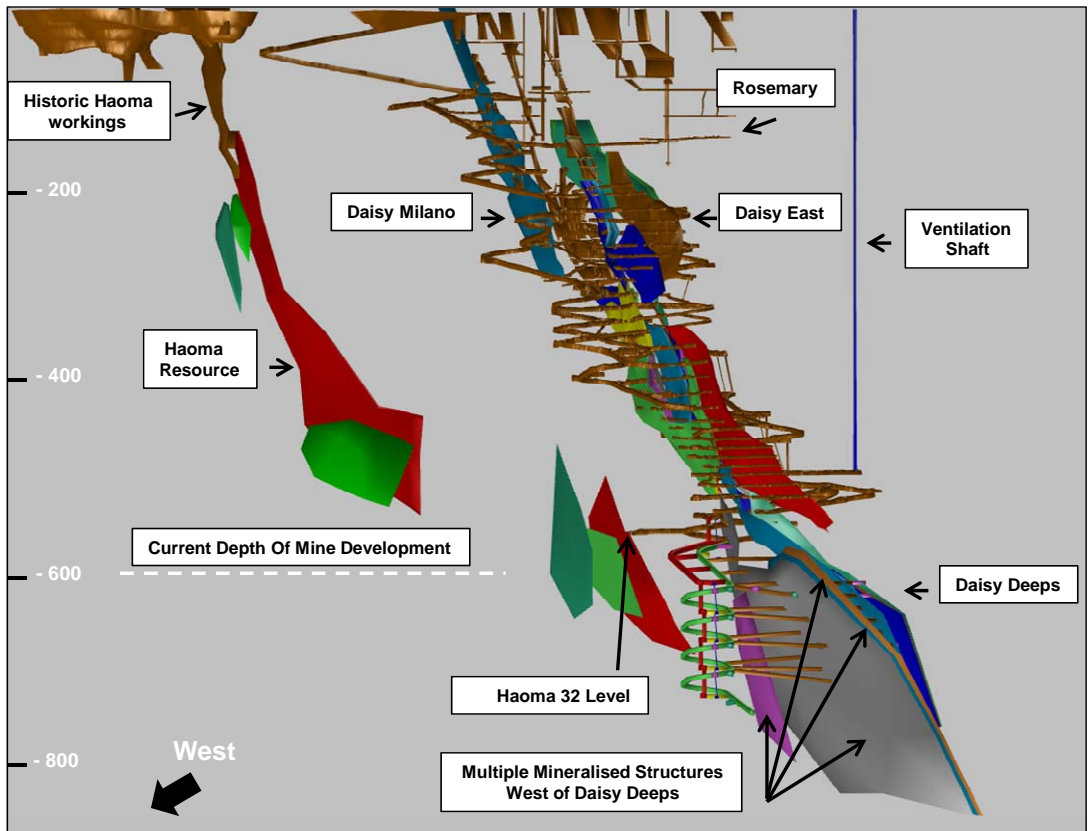 Rosemary
Historic Haoma
workings
- 200
Daisy Milano
Daisy East
Ventilation
Shaft
Haoma
Resource
- 400
Current Depth Of Mine Development
- 600
Daisy Deeps
Haoma 32 Level
West
- 800
Multiple Mineralised Structures
West of Daisy Deeps